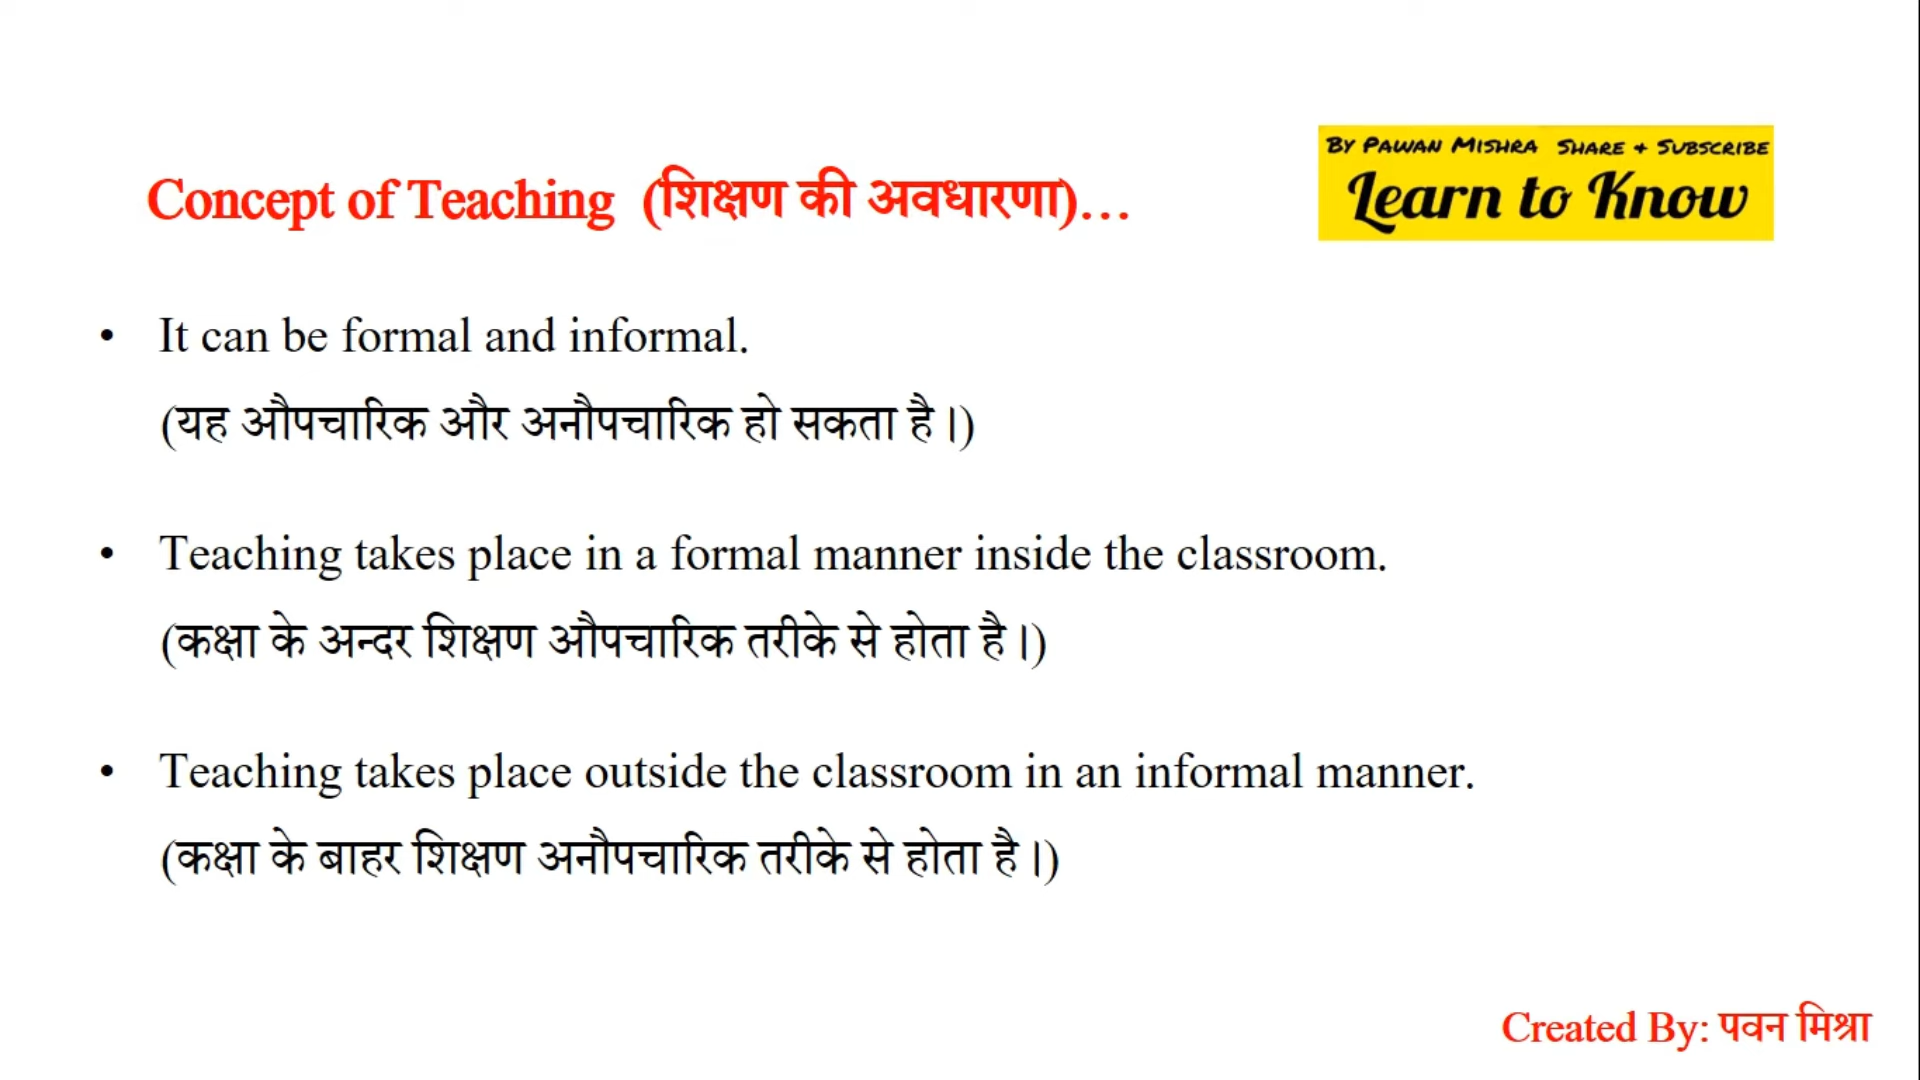 By Pawan Mishra Share + Subscribe
Learn to Know
Concept of Teaching (शिक्षण की अवधारणा)...
• It can be formal and informal.
(यह औपचारिक और अनौपचारिक हो सकता है।)
• Teaching takes place in a formal manner inside the classroom.
(कक्षा के अन्दर शिक्षण औपचारिक तरीके से होता है।)
• Teaching takes place outside the classroom in an informal manner.
(कक्षा के बाहर शिक्षण अनौपचारिक तरीके से होता है।)
Created By: पवन मिश्रा